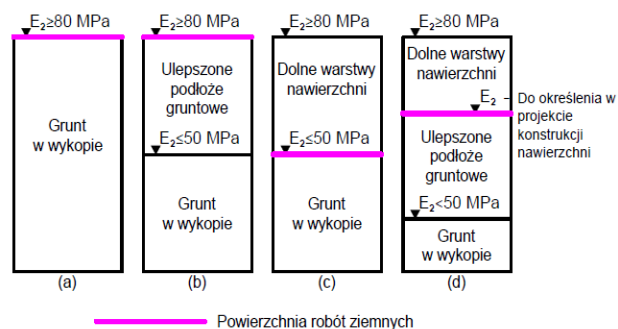 E₂≥80 MPa
Grunt
w wykopie
(a)
E₂≥80 MPa
Ulepszone
podłoże
gruntowe
E₂≤50 MPa
Grunt
w wykopie
(b)
E₂≥80 MPa
Dolne warstwy
nawierzchni
E₂≤50 MPa
Grunt
w wykopie
(c)
E₂≥80 MPa
Dolne warstwy
nawierzchni
E₂ - Do określenia w
projekcie
konstrukcji
nawierzchni
Ulepszone
podłoże
gruntowe
E₂<50 MPa
Grunt
w wykopie
(d)
Powierzchnia robót ziemnych